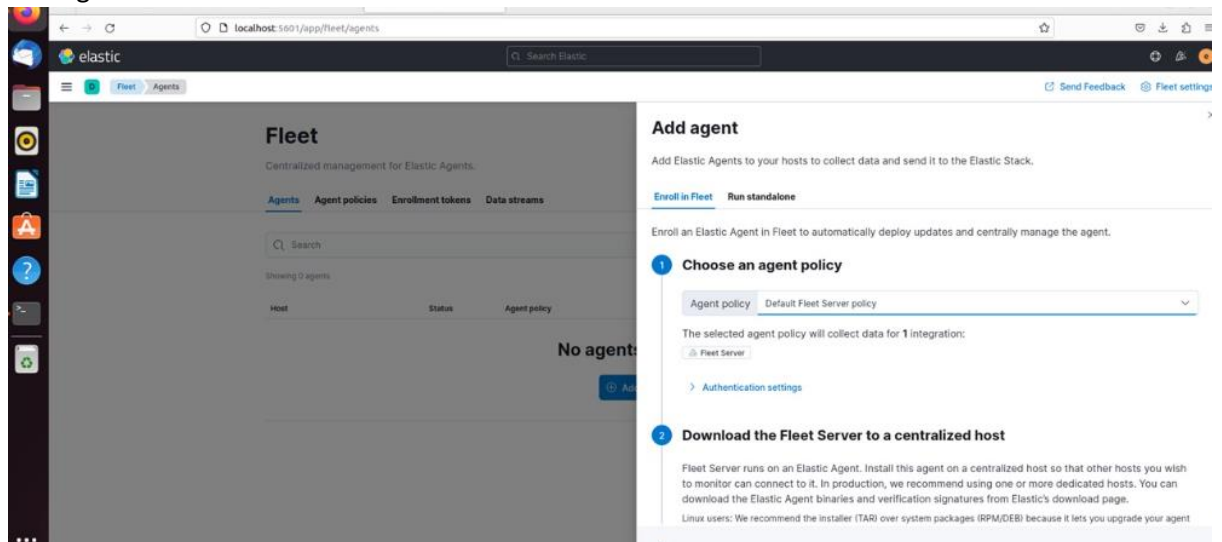 localhost:5601/app/fleet/agents
elastic
Search Elastic
D Fleet Agents
Send Feedback Fleet settings
Fleet
Centralized management for Elastic Agents.
Agents Agent policies Enrollment tokens Data streams
Search
Showing 0 agents
Host Status Agent policy
No agents
Add agent
Add Elastic Agents to your hosts to collect data and send it to the Elastic Stack.
Enroll in Fleet Run standalone
Enroll an Elastic Agent in Fleet to automatically deploy updates and centrally manage the agent.
1 Choose an agent policy
Agent policy Default Fleet Server policy
The selected agent policy will collect data for 1 integration:
Fleet Server
Authentication settings
2 Download the Fleet Server to a centralized host
Fleet Server runs on an Elastic Agent. Install this agent on a centralized host so that other hosts you wish
to monitor can connect to it. In production, we recommend using one or more dedicated hosts. You can
download the Elastic Agent binaries and verification signatures from Elastic's download page.
Linux users: We recommend the installer (TAR) over system packages (RPM/DEB) because it lets you upgrade your agent